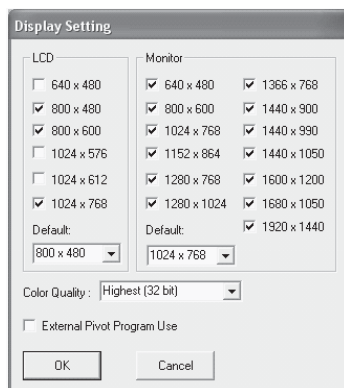 Display Setting
LCD
640 x 480
800 x 480
800 x 600
1024 x 576
1024 x 612
1024 x 768
Default:
800 x 480
Monitor
640 x 480
800 x 600
1024 x 768
1152 x 864
1280 x 768
1280 x 1024
Default:
1024 x 768
1366 x 768
1440 x 900
1440 x 990
1440 x 1050
1600 x 1200
1680 x 1050
1920 x 1440
Color Quality : Highest (32 bit)
External Pivot Program Use
OK
Cancel